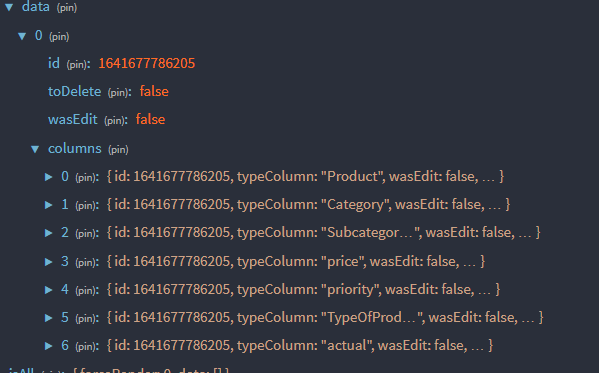 ▼ data (pin)
▼ 0 (pin)
id (pin): 1641677786205
toDelete (pin): false
wasEdit (pin): false
▼ columns (pin)
▶ 0 (pin): { id: 1641677786205, typeColumn: "Product", wasEdit: false, … }
▶ 1 (pin): { id: 1641677786205, typeColumn: "Category", wasEdit: false, … }
▶ 2 (pin): { id: 1641677786205, typeColumn: "Subcategor…", wasEdit: false, … }
▶ 3 (pin): { id: 1641677786205, typeColumn: "price", wasEdit: false, … }
▶ 4 (pin): { id: 1641677786205, typeColumn: "priority", wasEdit: false, … }
▶ 5 (pin): { id: 1641677786205, typeColumn: "TypeOfProd…", wasEdit: false, … }
▶ 6 (pin): { id: 1641677786205, typeColumn: "actual", wasEdit: false, … }